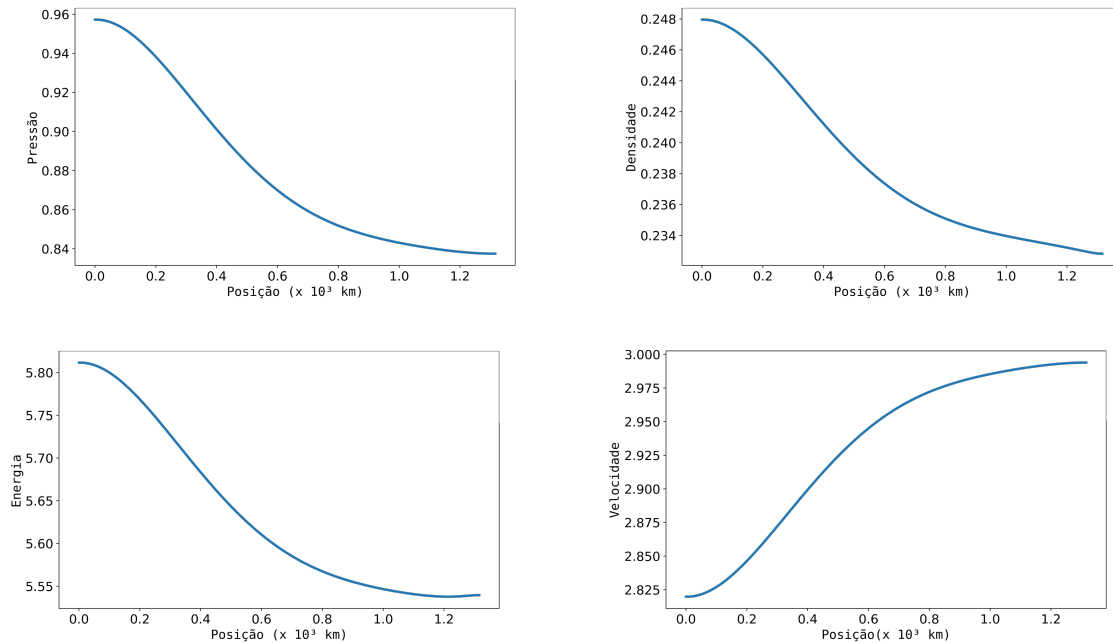 0.96
0.94
0.92
0.90
0.88
0.86
0.84
Pressão
0.0 0.2 0.4 0.6 0.8 1.0 1.2
Posição (x 10³ km)
0.248
0.246
0.244
0.242
0.240
0.238
0.236
0.234
Densidade
0.0 0.2 0.4 0.6 0.8 1.0 1.2
Posição (x 10³ km)
5.80
5.75
5.70
5.65
5.60
5.55
Energia
0.0 0.2 0.4 0.6 0.8 1.0 1.2
Posição (x 10³ km)
3.000
2.975
2.950
2.925
2.900
2.875
2.850
2.825
Velocidade
0.0 0.2 0.4 0.6 0.8 1.0 1.2
Posição(x 10³ km)